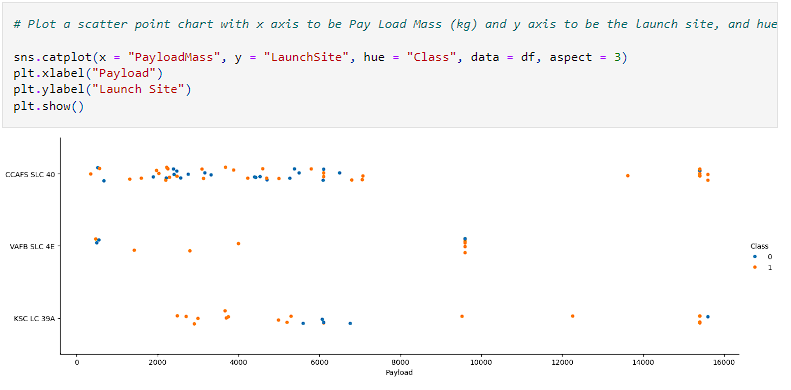 # Plot a scatter point chart with x axis to be Pay Load Mass (kg) and y axis to be the launch site, and hue
sns.catplot(x = "PayloadMass", y = "LaunchSite", hue = "Class", data = df, aspect = 3)
plt.xlabel("Payload")
plt.ylabel("Launch Site")
plt.show()
CCAFS SLC 40
VAFB SLC 4E
KSC LC 39A
Class
0
1
0 2000 4000 6000 8000 10000 12000 14000 16000
Payload